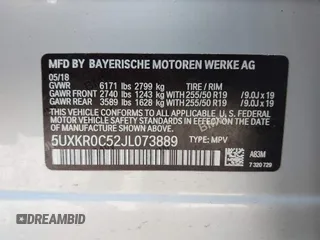 MFD BY BAYERISCHE MOTOREN WERKE AG
05/18
GVWR 6171 lbs 2799 kg TIRE / RIM
GAWR FRONT 2740 lbs 1243 kg WITH 255/50 R19 /9.0J x 19
GAWR REAR 3589 lbs 1628 kg WITH 255/50 R19 /9.0J x 19
THIS VEHICLE CONFORMS TO ALL APPLICABLE U. S. FEDERAL
MOTOR VEHICLE SAFETY STANDARDS IN EFFECT ON THE DATE OF
MANUFACTURE SHOWN ABOVE.
5UXKR0C52JL073889 TYPE: MPV
A83M
7 320 729